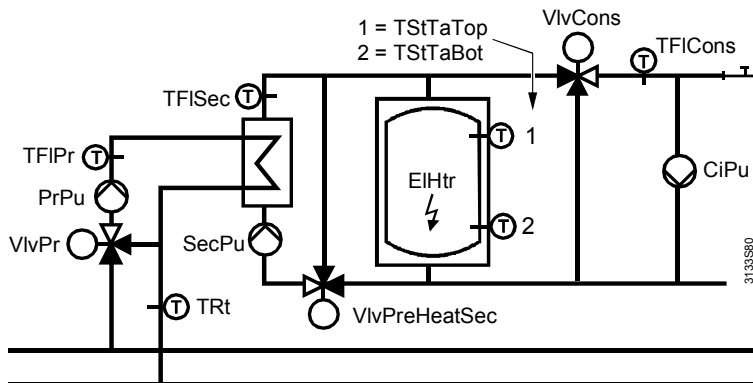 VlvCons
1 = TStTaTop
2 = TStTaBot
T TFlCons
TFlSec T
TFlPr
T
T 1
ElHtr
CiPu
PrPu
T 2
VlvPr
SecPu
T TRt
VlvPreHeatSec
3133S80